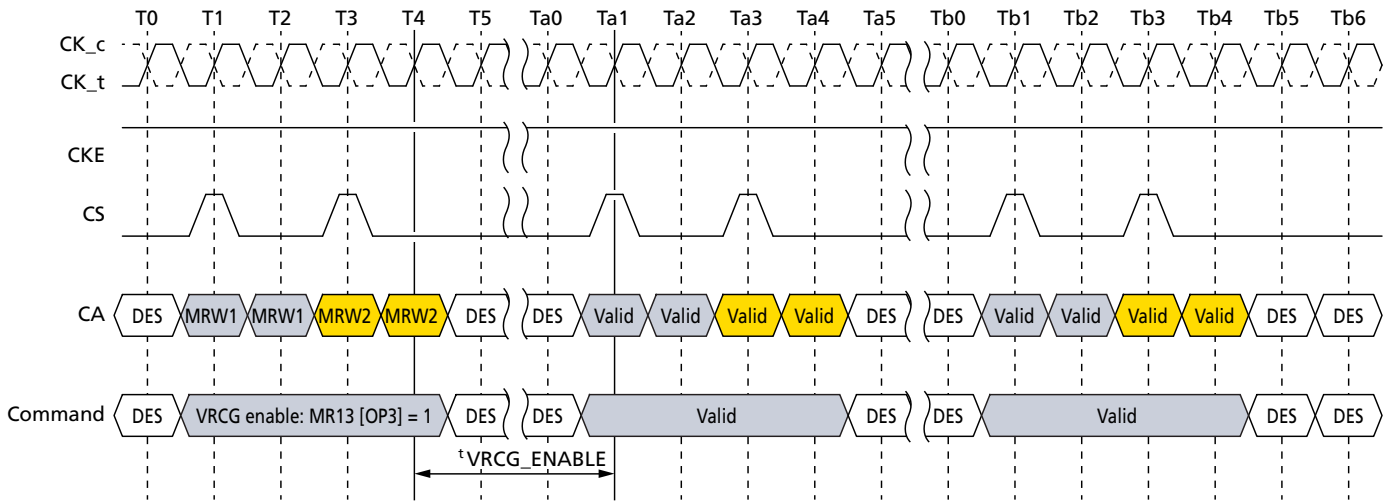 T0 T1 T2 T3 T4 T5 Ta0 Ta1 Ta2 Ta3 Ta4 Ta5 Tb0 Tb1 Tb2 Tb3 Tb4 Tb5 Tb6
CK_c
CK_t
CKE
CS
CA DES MRW1 MRW1 MRW2 MRW2 DES DES Valid Valid Valid Valid DES DES Valid Valid Valid Valid DES DES
Command DES VRCG enable: MR13 [OP3] = 1 DES DES Valid DES DES Valid DES DES
tVRCG_ENABLE